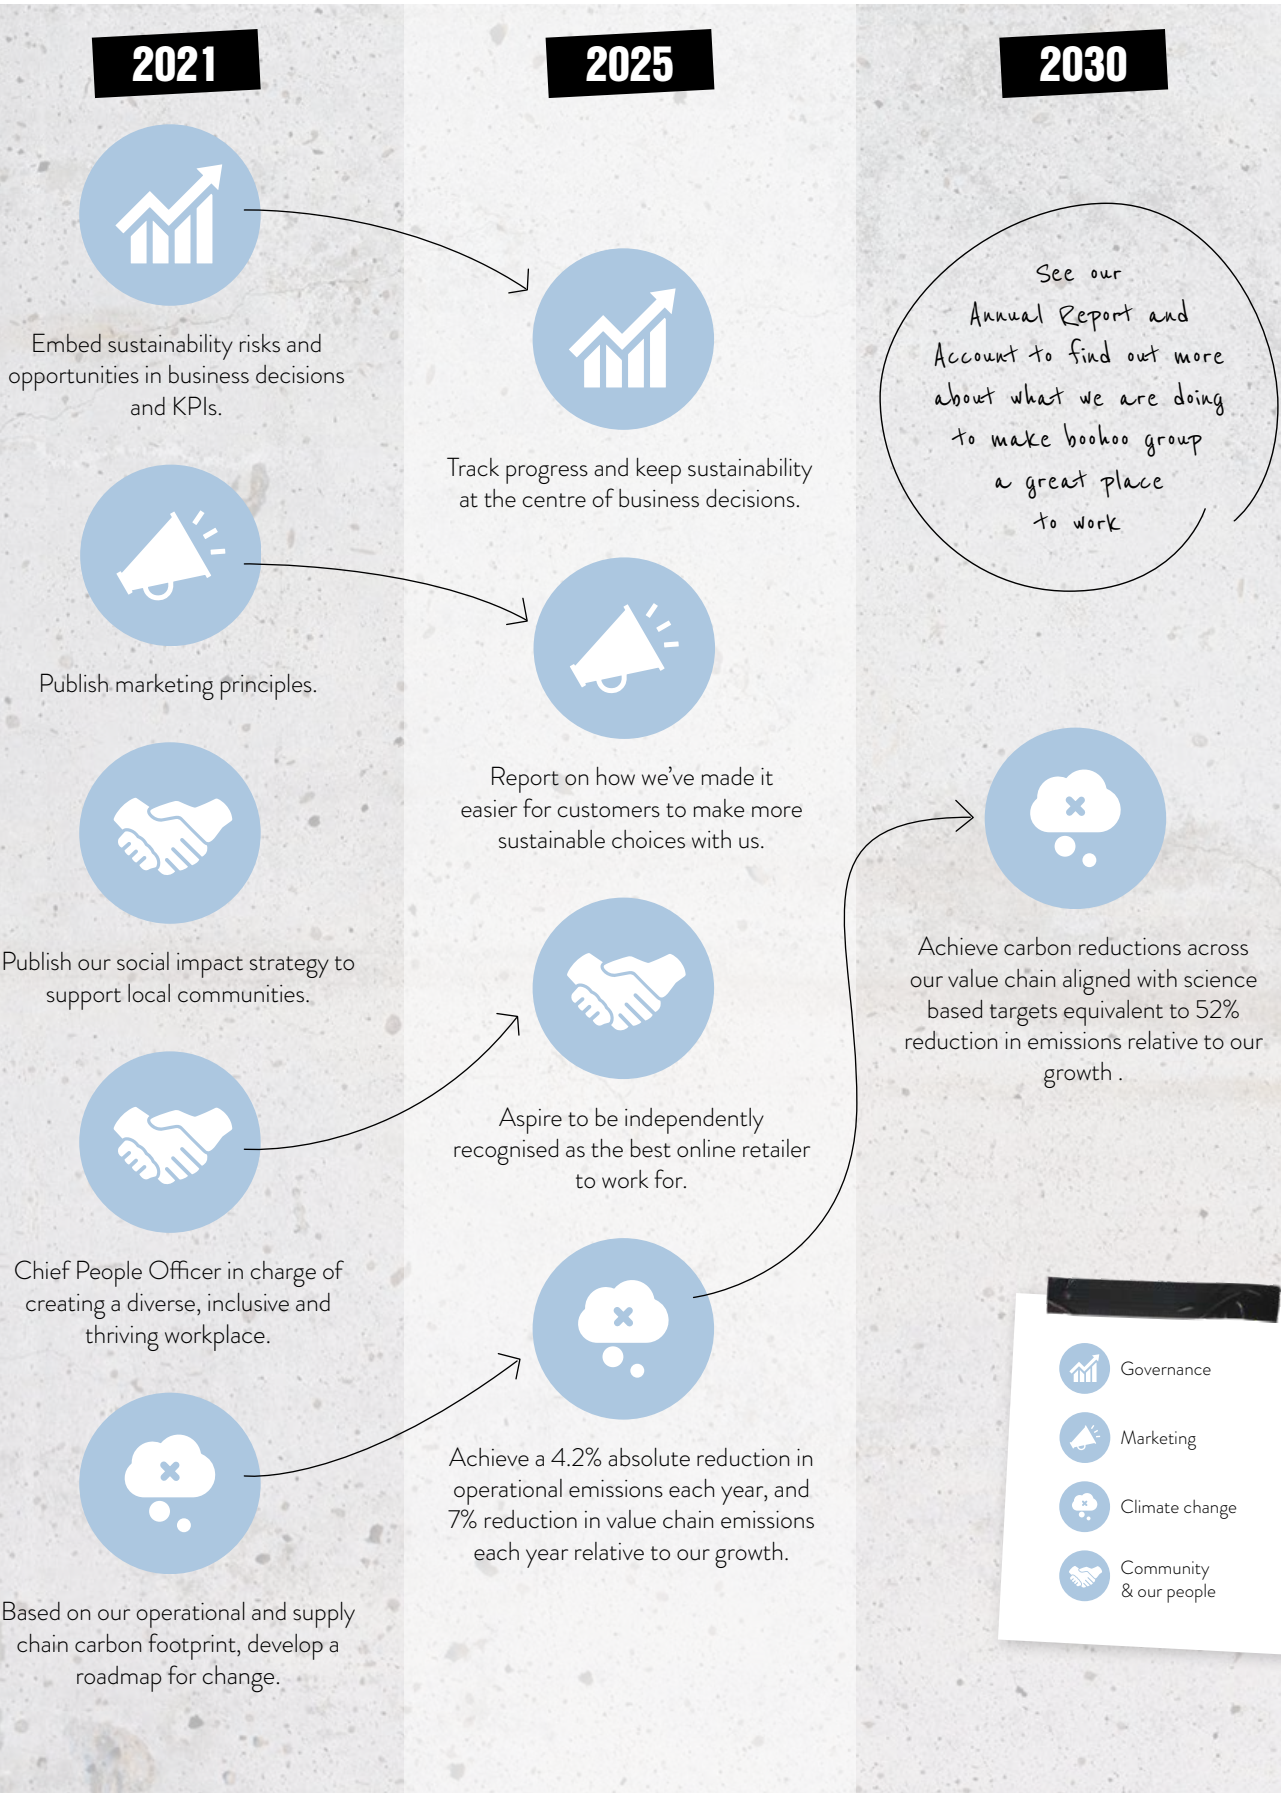 2021
Embed sustainability risks and
opportunities in business decisions
and KPIs.
Publish marketing principles.
Publish our social impact strategy to
support local communities.
Chief People Officer in charge of
creating a diverse, inclusive and
thriving workplace.
Based on our operational and supply
chain carbon footprint, develop a
roadmap for change.
2025
Track progress and keep sustainability
at the centre of business decisions.
Report on how we've made it
easier for customers to make more
sustainable choices with us.
Aspire to be independently
recognised as the best online retailer
to work for.
Achieve a 4.2% absolute reduction in
operational emissions each year, and
7% reduction in value chain emissions
each year relative to our growth.
2030
See our
Annual Report and
Account to find out more
about what we are doing
to make boohoo group
a great place
to work
Achieve carbon reductions across
our value chain aligned with science
based targets equivalent to 52%
reduction in emissions relative to our
growth .
Governance
Marketing
Climate change
Community
& our people